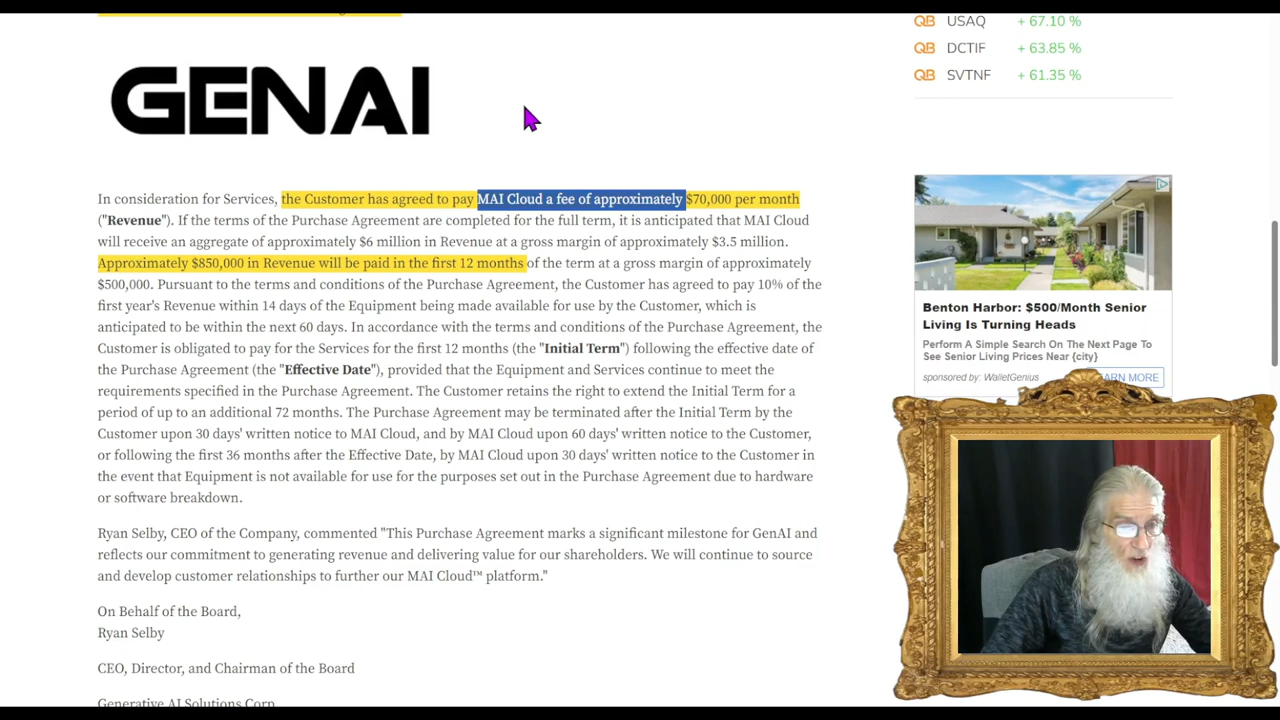 GENAI
In consideration for Services, the Customer has agreed to pay MAI Cloud a fee of approximately $70,000 per month
("Revenue"). If the terms of the Purchase Agreement are completed for the full term, it is anticipated that MAI Cloud
will receive an aggregate of approximately $6 million in Revenue at a gross margin of approximately $3.5 million.
Approximately $850,000 in Revenue will be paid in the first 12 months of the term at a gross margin of approximately
$500,000. Pursuant to the terms and conditions of the Purchase Agreement, the Customer has agreed to pay 10% of the
first year's Revenue within 14 days of the Equipment being made available for use by the Customer, which is
anticipated to be within the next 60 days. In accordance with the terms and conditions of the Purchase Agreement, the
Customer is obligated to pay for the Services for the first 12 months (the "Initial Term") following the effective date of
the Purchase Agreement (the "Effective Date"), provided that the Equipment and Services continue to meet the
requirements specified in the Purchase Agreement. The Customer retains the right to extend the Initial Term for a
period of up to an additional 72 months. The Purchase Agreement may be terminated after the Initial Term by the
Customer upon 30 days' written notice to MAI Cloud, and by MAI Cloud upon 60 days' written notice to the Customer,
or following the first 36 months after the Effective Date, by MAI Cloud upon 30 days' written notice to the Customer in
the event that Equipment is not available for use for the purposes set out in the Purchase Agreement due to hardware
or software breakdown.
Ryan Selby, CEO of the Company, commented "This Purchase Agreement marks a significant milestone for GenAI and
reflects our commitment to generating revenue and delivering value for our shareholders. We will continue to source
and develop customer relationships to further our MAI Cloud™ platform."
On Behalf of the Board,
Ryan Selby
CEO, Director, and Chairman of the Board
Generative AI Solutions Corp.
QB USAQ + 67.10 %
QB DCTIF + 63.85 %
QB SVTNF + 61.35 %
Benton Harbor: $500/Month Senior
Living Is Turning Heads
Perform A Simple Search On The Next Page To
See Senior Living Prices Near {city}
sponsored by: WalletGenius ARN MORE